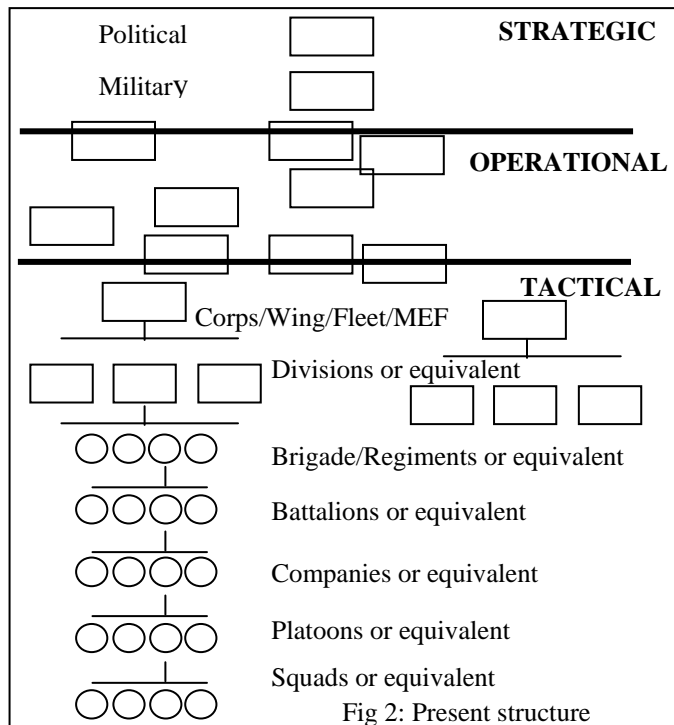 Political
STRATEGIC
Military
OPERATIONAL
TACTICAL
Corps/Wing/Fleet/MEF
Divisions or equivalent
Brigade/Regiments or equivalent
Battalions or equivalent
Companies or equivalent
Platoons or equivalent
Squads or equivalent
Fig 2: Present structure